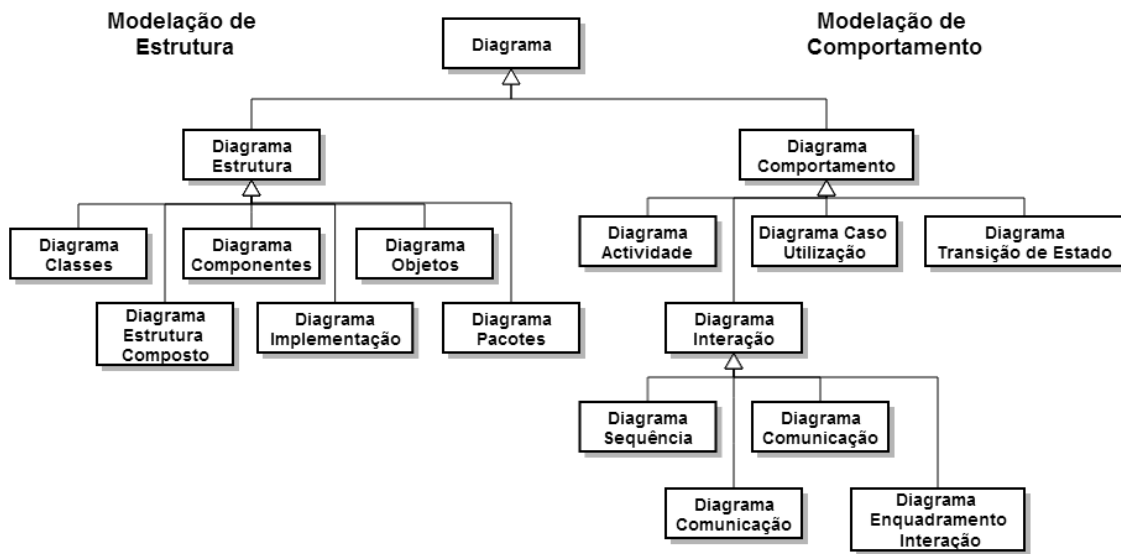 Modelação de
Estrutura
Diagrama
Modelação de
Comportamento
Diagrama
Estrutura
Diagrama
Comportamento
Diagrama
Classes
Diagrama
Componentes
Diagrama
Objetos
Diagrama
Actividade
Diagrama Caso
Utilização
Diagrama
Transição de Estado
Diagrama
Estrutura
Composto
Diagrama
Implementação
Diagrama
Pacotes
Diagrama
Interação
Diagrama
Sequência
Diagrama
Comunicação
Diagrama
Comunicação
Diagrama
Enquadramento
Interação